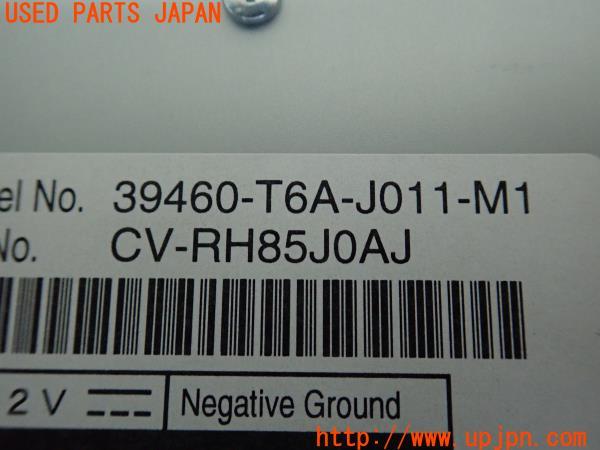 USED PARTS JAPAN
el No. 39460-T6A-J011-M1
No. CV-RH85J0AJ
2 V
Negative Ground
http://www.upjpn.com